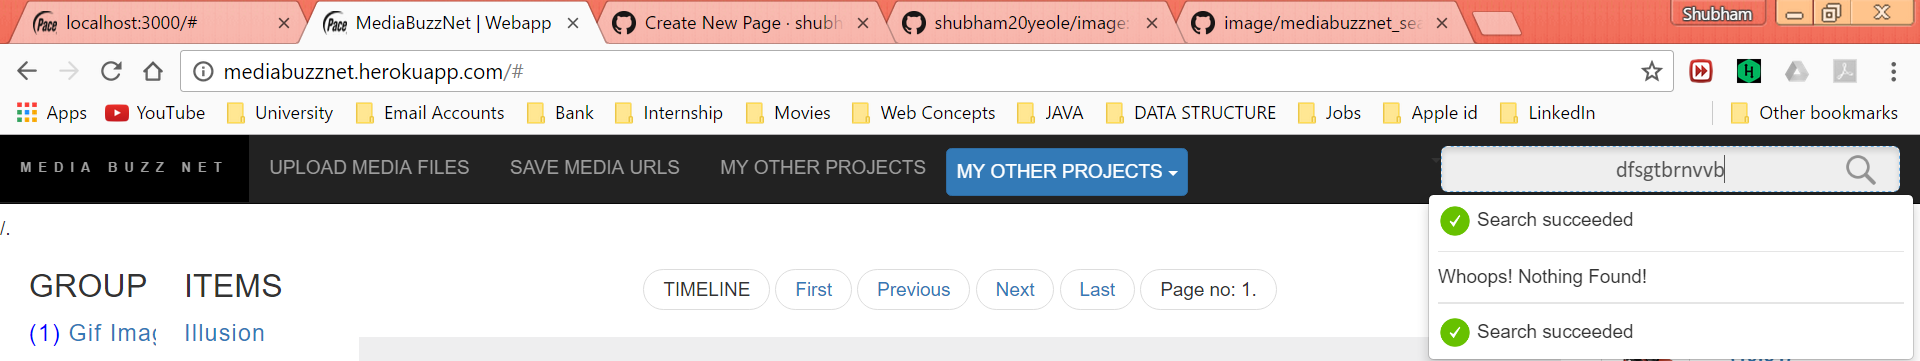 Pace localhost:3000/#
Pace MediaBuzzNet | Webapp
Create New Page · shubh
shubham20yeole/image:
image/mediabuzznet_sea
Shubham
mediabuzznet.herokuapp.com/#
Apps YouTube University Email Accounts Bank Internship Movies Web Concepts JAVA DATA STRUCTURE Jobs Apple id LinkedIn Other bookmarks
MEDIA BUZZ NET UPLOAD MEDIA FILES SAVE MEDIA URLS MY OTHER PROJECTS MY OTHER PROJECTS dfsgtbrnvvb
Search succeeded
/.
Whoops! Nothing Found!
GROUP ITEMS TIMELINE First Previous Next Last Page no: 1.
(1) Gif Imag Illusion
Search succeeded